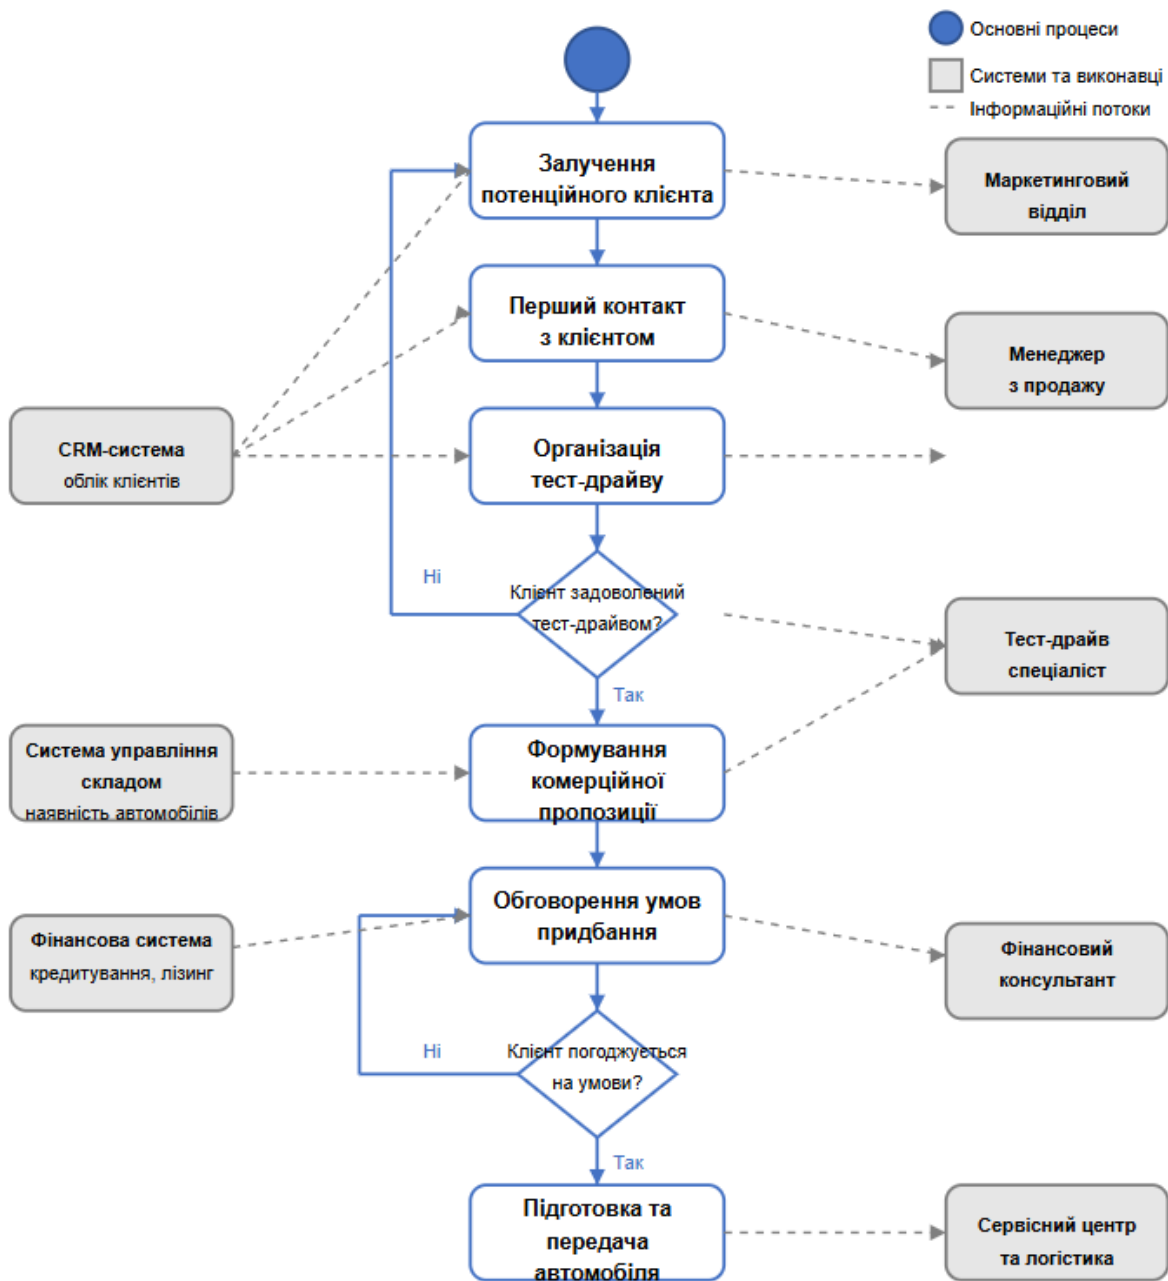 Основні процеси
Системи та виконавці
Інформаційні потоки
Залучення
потенційного клієнта
Маркетинговий
відділ
Перший контакт
з клієнтом
Менеджер
з продажу
CRM-система
облік клієнтів
Організація
тест-драйву
Ні
Клієнт задоволений
тест-драйвом?
Тест-драйв
спеціаліст
Так
Система управління
складом
наявність автомобілів
Формування
комерційної
пропозиції
Обговорення умов
придбання
Фінансова система
кредитування, лізинг
Фінансовий
консультант
Ні
Клієнт погоджується
на умови?
Так
Підготовка та
передача
автомобіля
Сервісний центр
та логістика